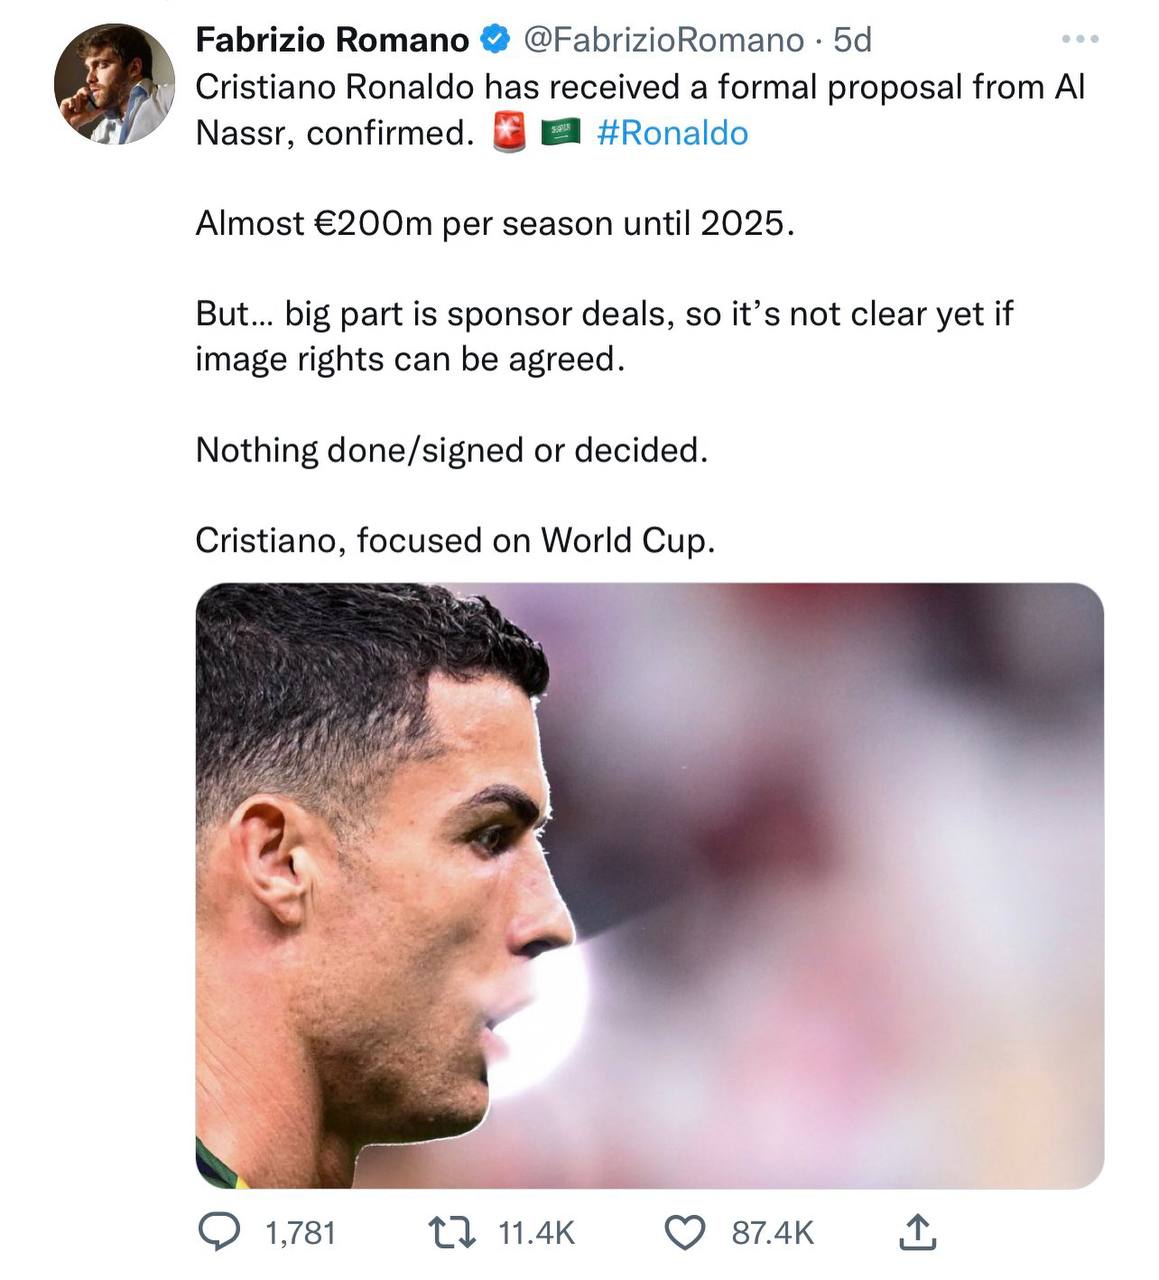 Fabrizio Romano @FabrizioRomano · 5d
Cristiano Ronaldo has received a formal proposal from Al
Nassr, confirmed. 🚨 🇸🇦 #Ronaldo
Almost €200m per season until 2025.
But... big part is sponsor deals, so it’s not clear yet if
image rights can be agreed.
Nothing done/signed or decided.
Cristiano, focused on World Cup.
1,781 11.4K 87.4K